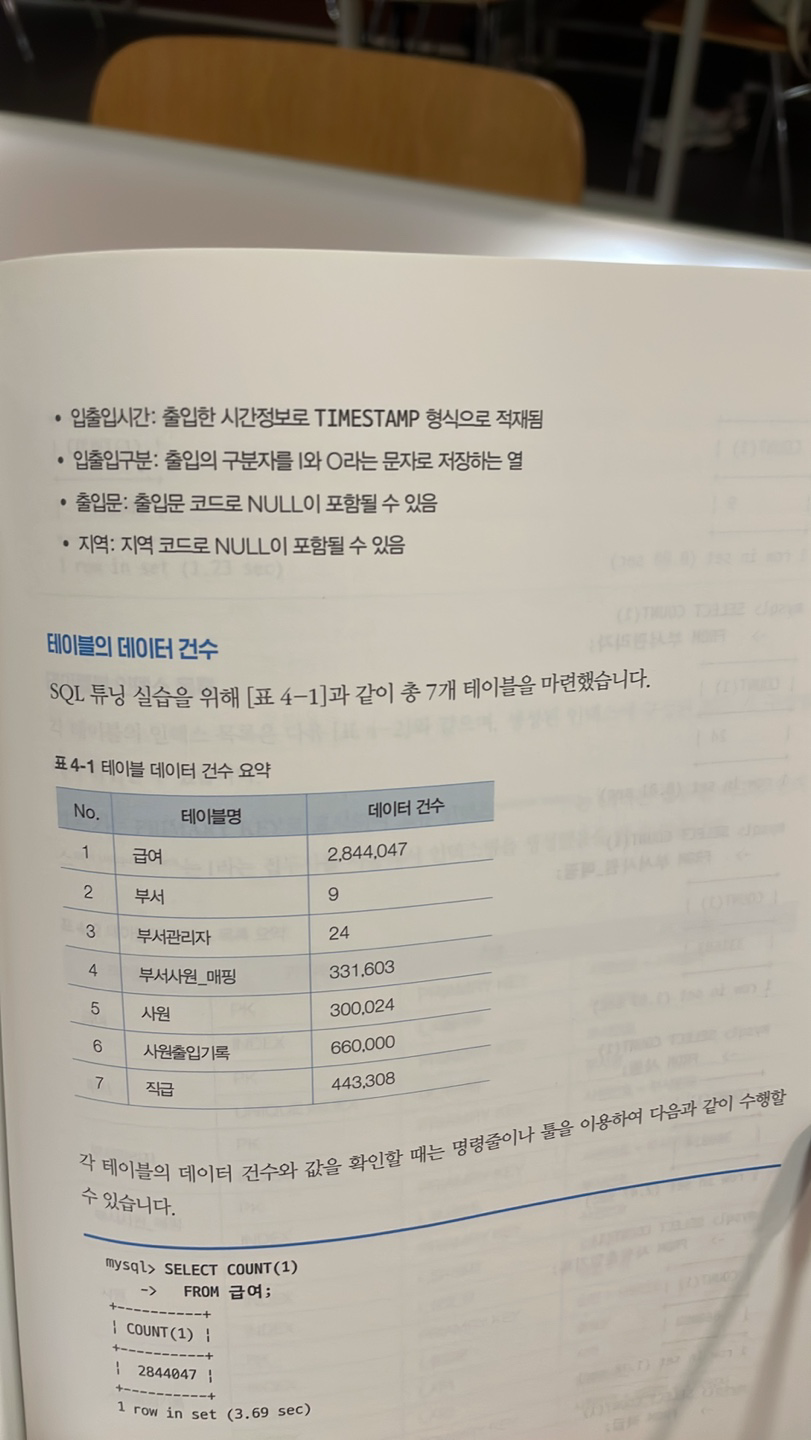 • 입출입시간: 출입한 시간정보로 TIMESTAMP 형식으로 적재됨
• 입출입구분: 출입의 구분자를 I와 O라는 문자로 저장하는 열
• 출입문: 출입문 코드로 NULL이 포함될 수 있음
• 지역: 지역 코드로 NULL이 포함될 수 있음
테이블의 데이터 건수
SQL 튜닝 실습을 위해 [표 4-1]과 같이 총 7개 테이블을 마련했습니다.
표 4-1 테이블 데이터 건수 요약
No. 테이블명 데이터 건수
1 급여 2,844,047
2 부서 9
3 부서관리자 24
4 부서사원_매핑 331,603
5 사원 300,024
6 사원출입기록 660,000
7 직급 443,308
각 테이블의 데이터 건수와 값을 확인할 때는 명령줄이나 툴을 이용하여 다음과 같이 수행할
수 있습니다.
mysql> SELECT COUNT(1)
    -> FROM 급여;
+----------+
| COUNT(1) |
+----------+
|  2844047 |
+----------+
1 row in set (3.69 sec)